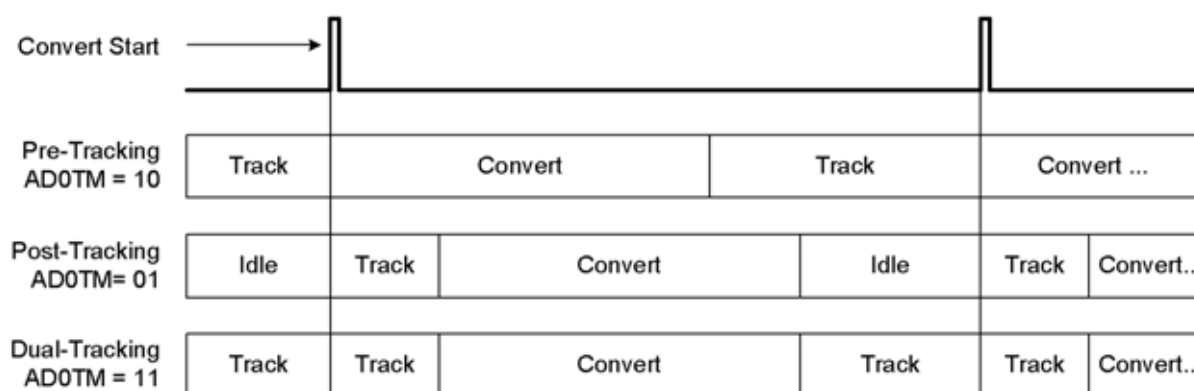 Convert Start
Pre-Tracking
AD0TM = 10
Track Convert Track Convert ...
Post-Tracking
AD0TM= 01
Idle Track Convert Idle Track Convert..
Dual-Tracking
AD0TM = 11
Track Track Convert Track Track Convert..